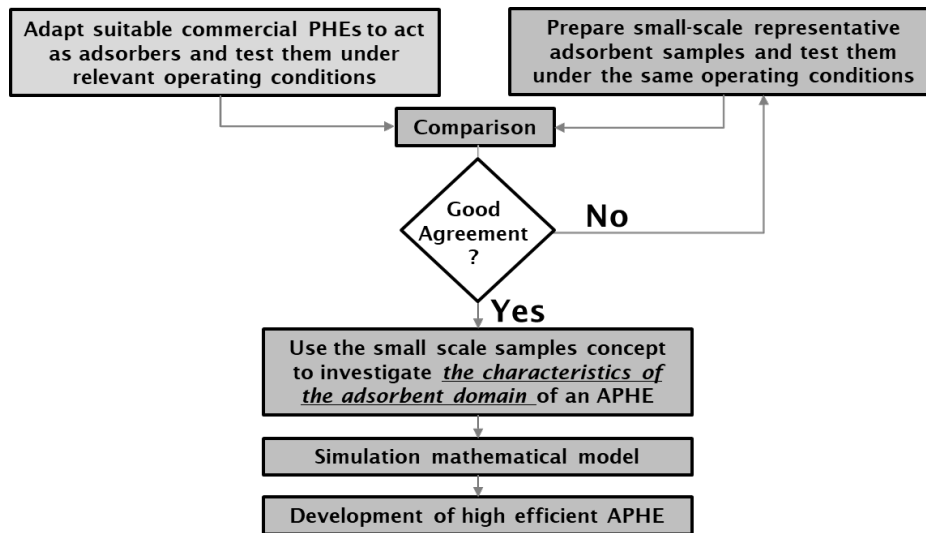 Adapt suitable commercial PHEs to act
as adsorbers and test them under
relevant operating conditions
Prepare small-scale representative
adsorbent samples and test them
under the same operating conditions
Comparison
Good
Agreement
?
No
Yes
Use the small scale samples concept
to investigate the characteristics of
the adsorbent domain of an APHE
Simulation mathematical model
Development of high efficient APHE